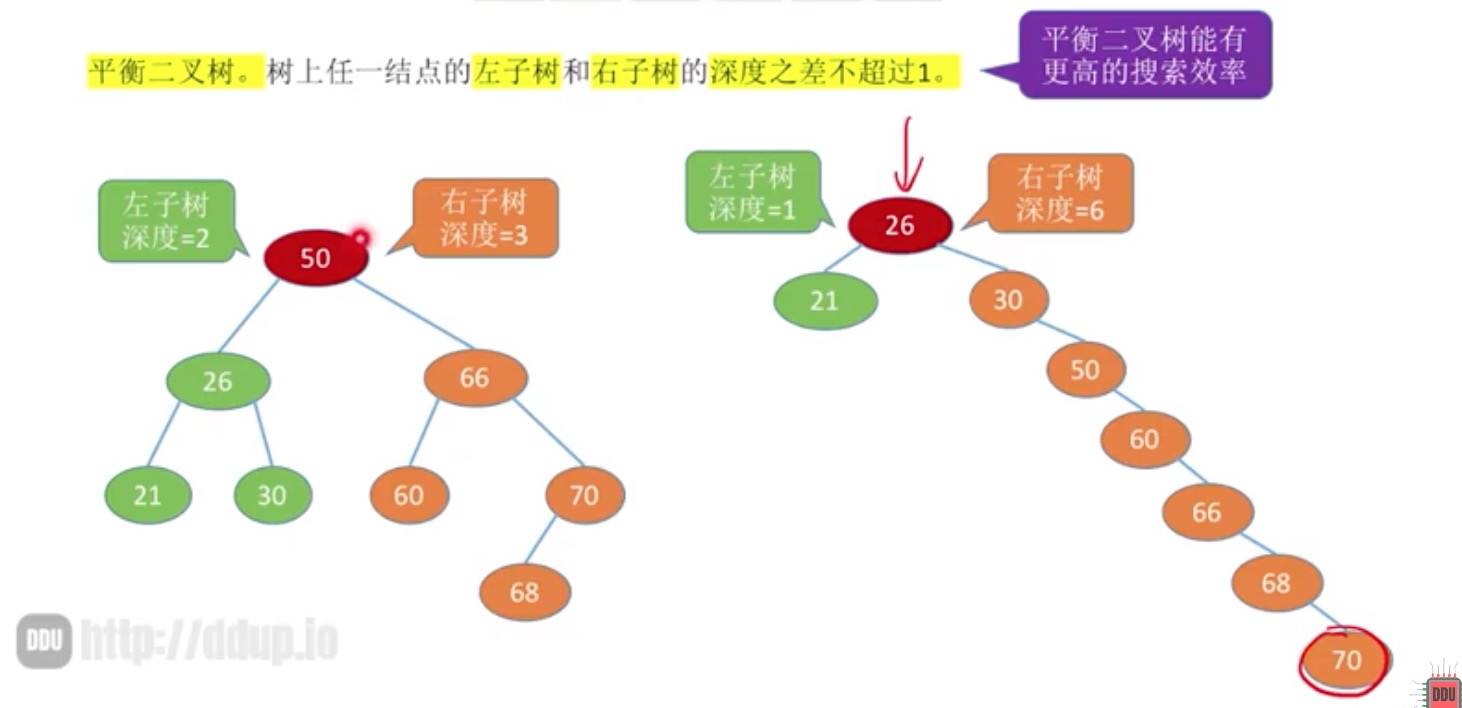 平衡二叉树。树上任一结点的左子树和右子树的深度之差不超过1。
平衡二叉树能有
更高的搜索效率
左子树
深度=2
右子树
深度=3
50
26
66
21
30
60
70
68
左子树
深度=1
右子树
深度=6
26
21
30
50
60
66
68
70
DDU http://ddup.io
DDU